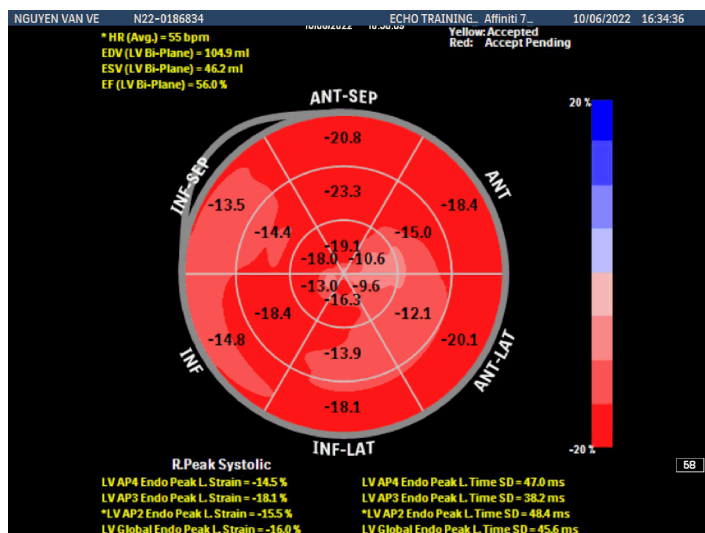 NGUYEN VAN VE N22-0186834 ECHO TRAINING_ Affiniti 7_ 10/06/2022 16:34:36
* HR (Avg.) = 55 bpm
EDV (LV Bi-Plane) = 104.9 ml
ESV (LV Bi-Plane) = 46.2 ml
EF (LV Bi-Plane) = 56.0 %
Yellow: Accepted
Red: Accept Pending
20 %
ANT-SEP
-20.8
INF-SEP
ANT
-23.3
-13.5
-18.4
-14.4
-15.0
-19.1
-18.0
-10.6
-13.0
-9.6
-16.3
-18.4
-12.1
-14.8
-20.1
-13.9
INF
ANT-LAT
-18.1
INF-LAT
-20 %
58
R.Peak Systolic
LV AP4 Endo Peak L. Strain = -14.5 % LV AP4 Endo Peak L. Time SD = 47.0 ms
LV AP3 Endo Peak L. Strain = -18.1 % LV AP3 Endo Peak L. Time SD = 38.2 ms
*LV AP2 Endo Peak L. Strain = -15.5 % *LV AP2 Endo Peak L. Time SD = 48.4 ms
LV Global Endo Peak L. Strain = -16.0 % LV Global Endo Peak L. Time SD = 45.6 ms